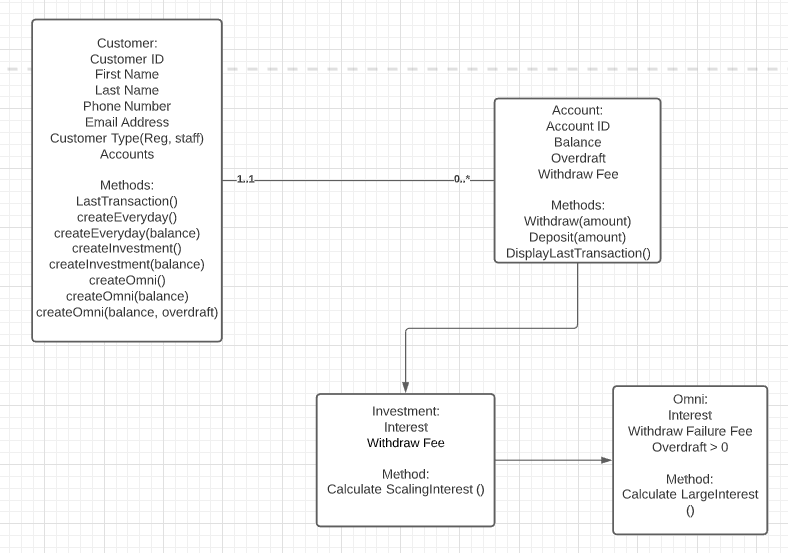 Customer:
Customer ID
First Name
Last Name
Phone Number
Email Address
Customer Type(Reg, staff)
Accounts
Methods:
LastTransaction()
createEveryday()
createEveryday(balance)
createInvestment()
createInvestment(balance)
createOmni()
createOmni(balance)
createOmni(balance, overdraft)
1..1
0..*
Account:
Account ID
Balance
Overdraft
Withdraw Fee
Methods:
Withdraw(amount)
Deposit(amount)
DisplayLastTransaction()
Investment:
Interest
Withdraw Fee
Method:
Calculate ScalingInterest ()
Omni:
Interest
Withdraw Failure Fee
Overdraft > 0
Method:
Calculate LargeInterest
()